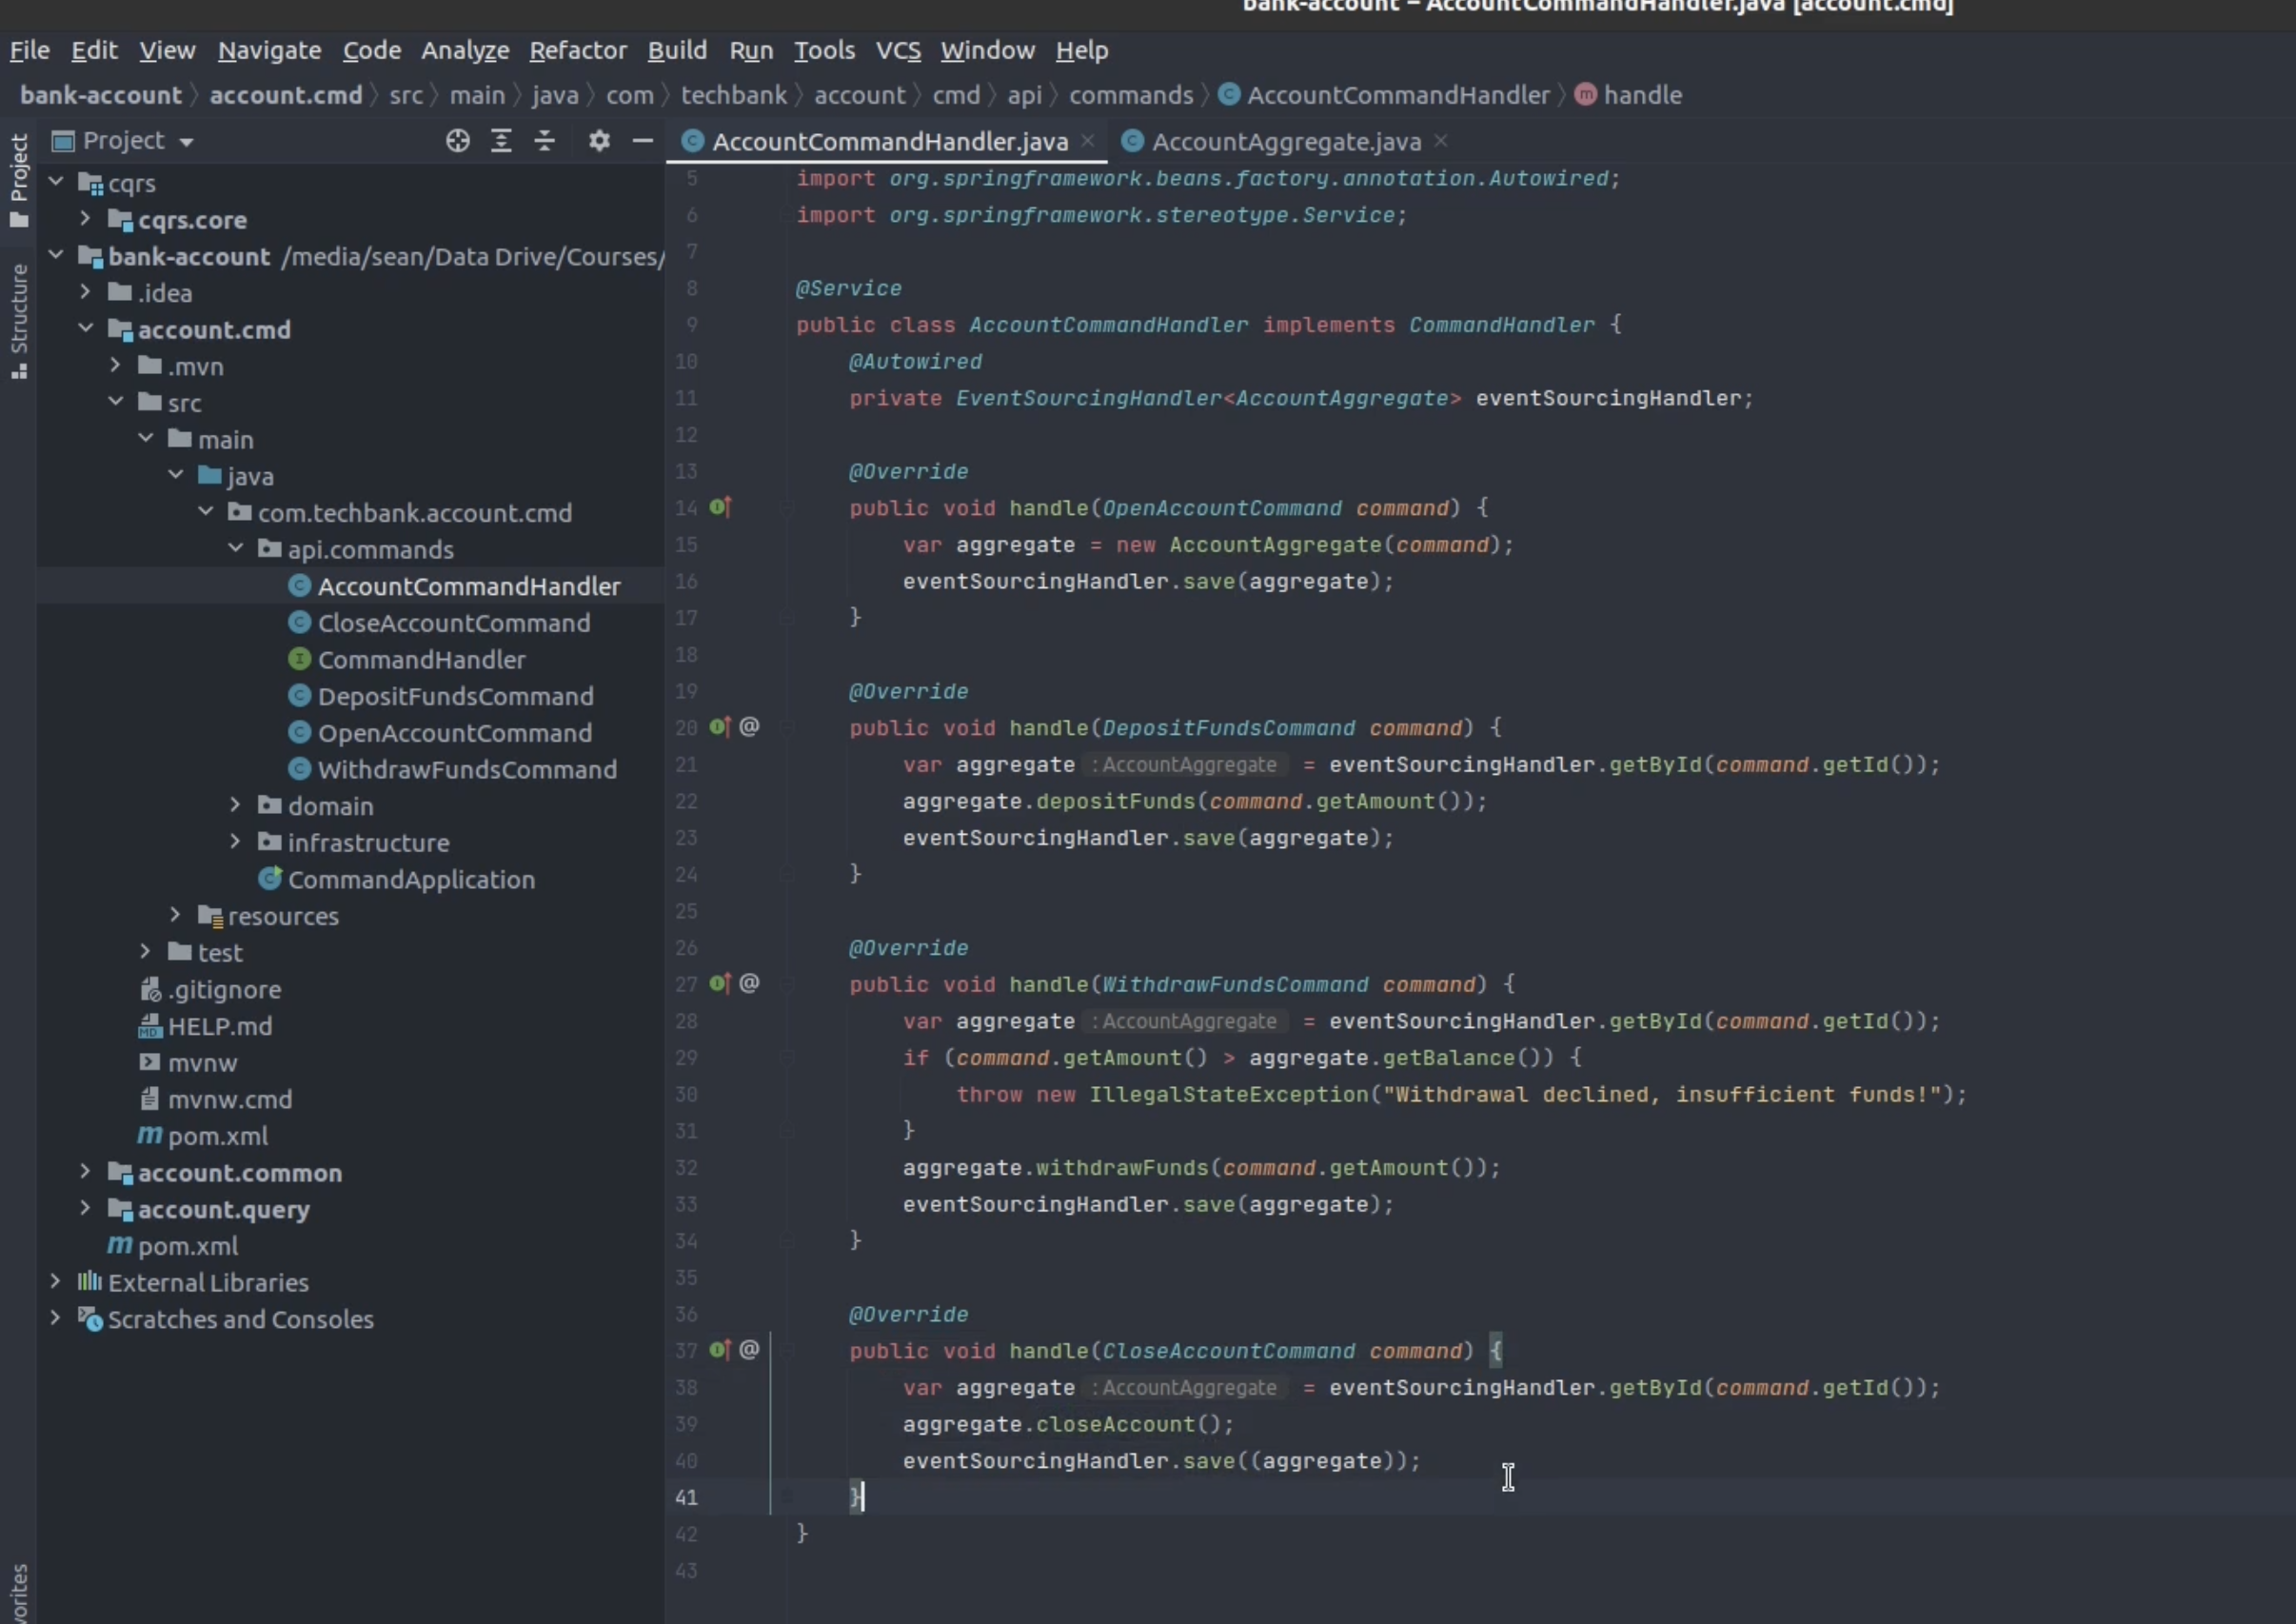 bank-account – AccountCommandHandler.java [account.cmd]
File Edit View Navigate Code Analyze Refactor Build Run Tools VCS Window Help
bank-account account.cmd src main java com techbank account cmd api commands AccountCommandHandler handle
Project
Structure
Project
cqrs
cqrs.core
bank-account /media/sean/Data Drive/Courses/
.idea
account.cmd
.mvn
src
main
java
com.techbank.account.cmd
api.commands
AccountCommandHandler
CloseAccountCommand
CommandHandler
DepositFundsCommand
OpenAccountCommand
WithdrawFundsCommand
domain
infrastructure
CommandApplication
resources
test
.gitignore
HELP.md
mvnw
mvnw.cmd
pom.xml
account.common
account.query
pom.xml
External Libraries
Scratches and Consoles
AccountCommandHandler.java AccountAggregate.java
5 import org.springframework.beans.factory.annotation.Autowired;
6 import org.springframework.stereotype.Service;
7
8 @Service
9 public class AccountCommandHandler implements CommandHandler {
10 @Autowired
11 private EventSourcingHandler<AccountAggregate> eventSourcingHandler;
12
13 @Override
14 public void handle(OpenAccountCommand command) {
15 var aggregate = new AccountAggregate(command);
16 eventSourcingHandler.save(aggregate);
17 }
18
19 @Override
20 @ public void handle(DepositFundsCommand command) {
21 var aggregate :AccountAggregate = eventSourcingHandler.getById(command.getId());
22 aggregate.depositFunds(command.getAmount());
23 eventSourcingHandler.save(aggregate);
24 }
25
26 @Override
27 @ public void handle(WithdrawFundsCommand command) {
28 var aggregate :AccountAggregate = eventSourcingHandler.getById(command.getId());
29 if (command.getAmount() > aggregate.getBalance()) {
30 throw new IllegalStateException("Withdrawal declined, insufficient funds!");
31 }
32 aggregate.withdrawFunds(command.getAmount());
33 eventSourcingHandler.save(aggregate);
34 }
35
36 @Override
37 @ public void handle(CloseAccountCommand command) {
38 var aggregate :AccountAggregate = eventSourcingHandler.getById(command.getId());
39 aggregate.closeAccount();
40 eventSourcingHandler.save((aggregate));
41 }
42 }
43